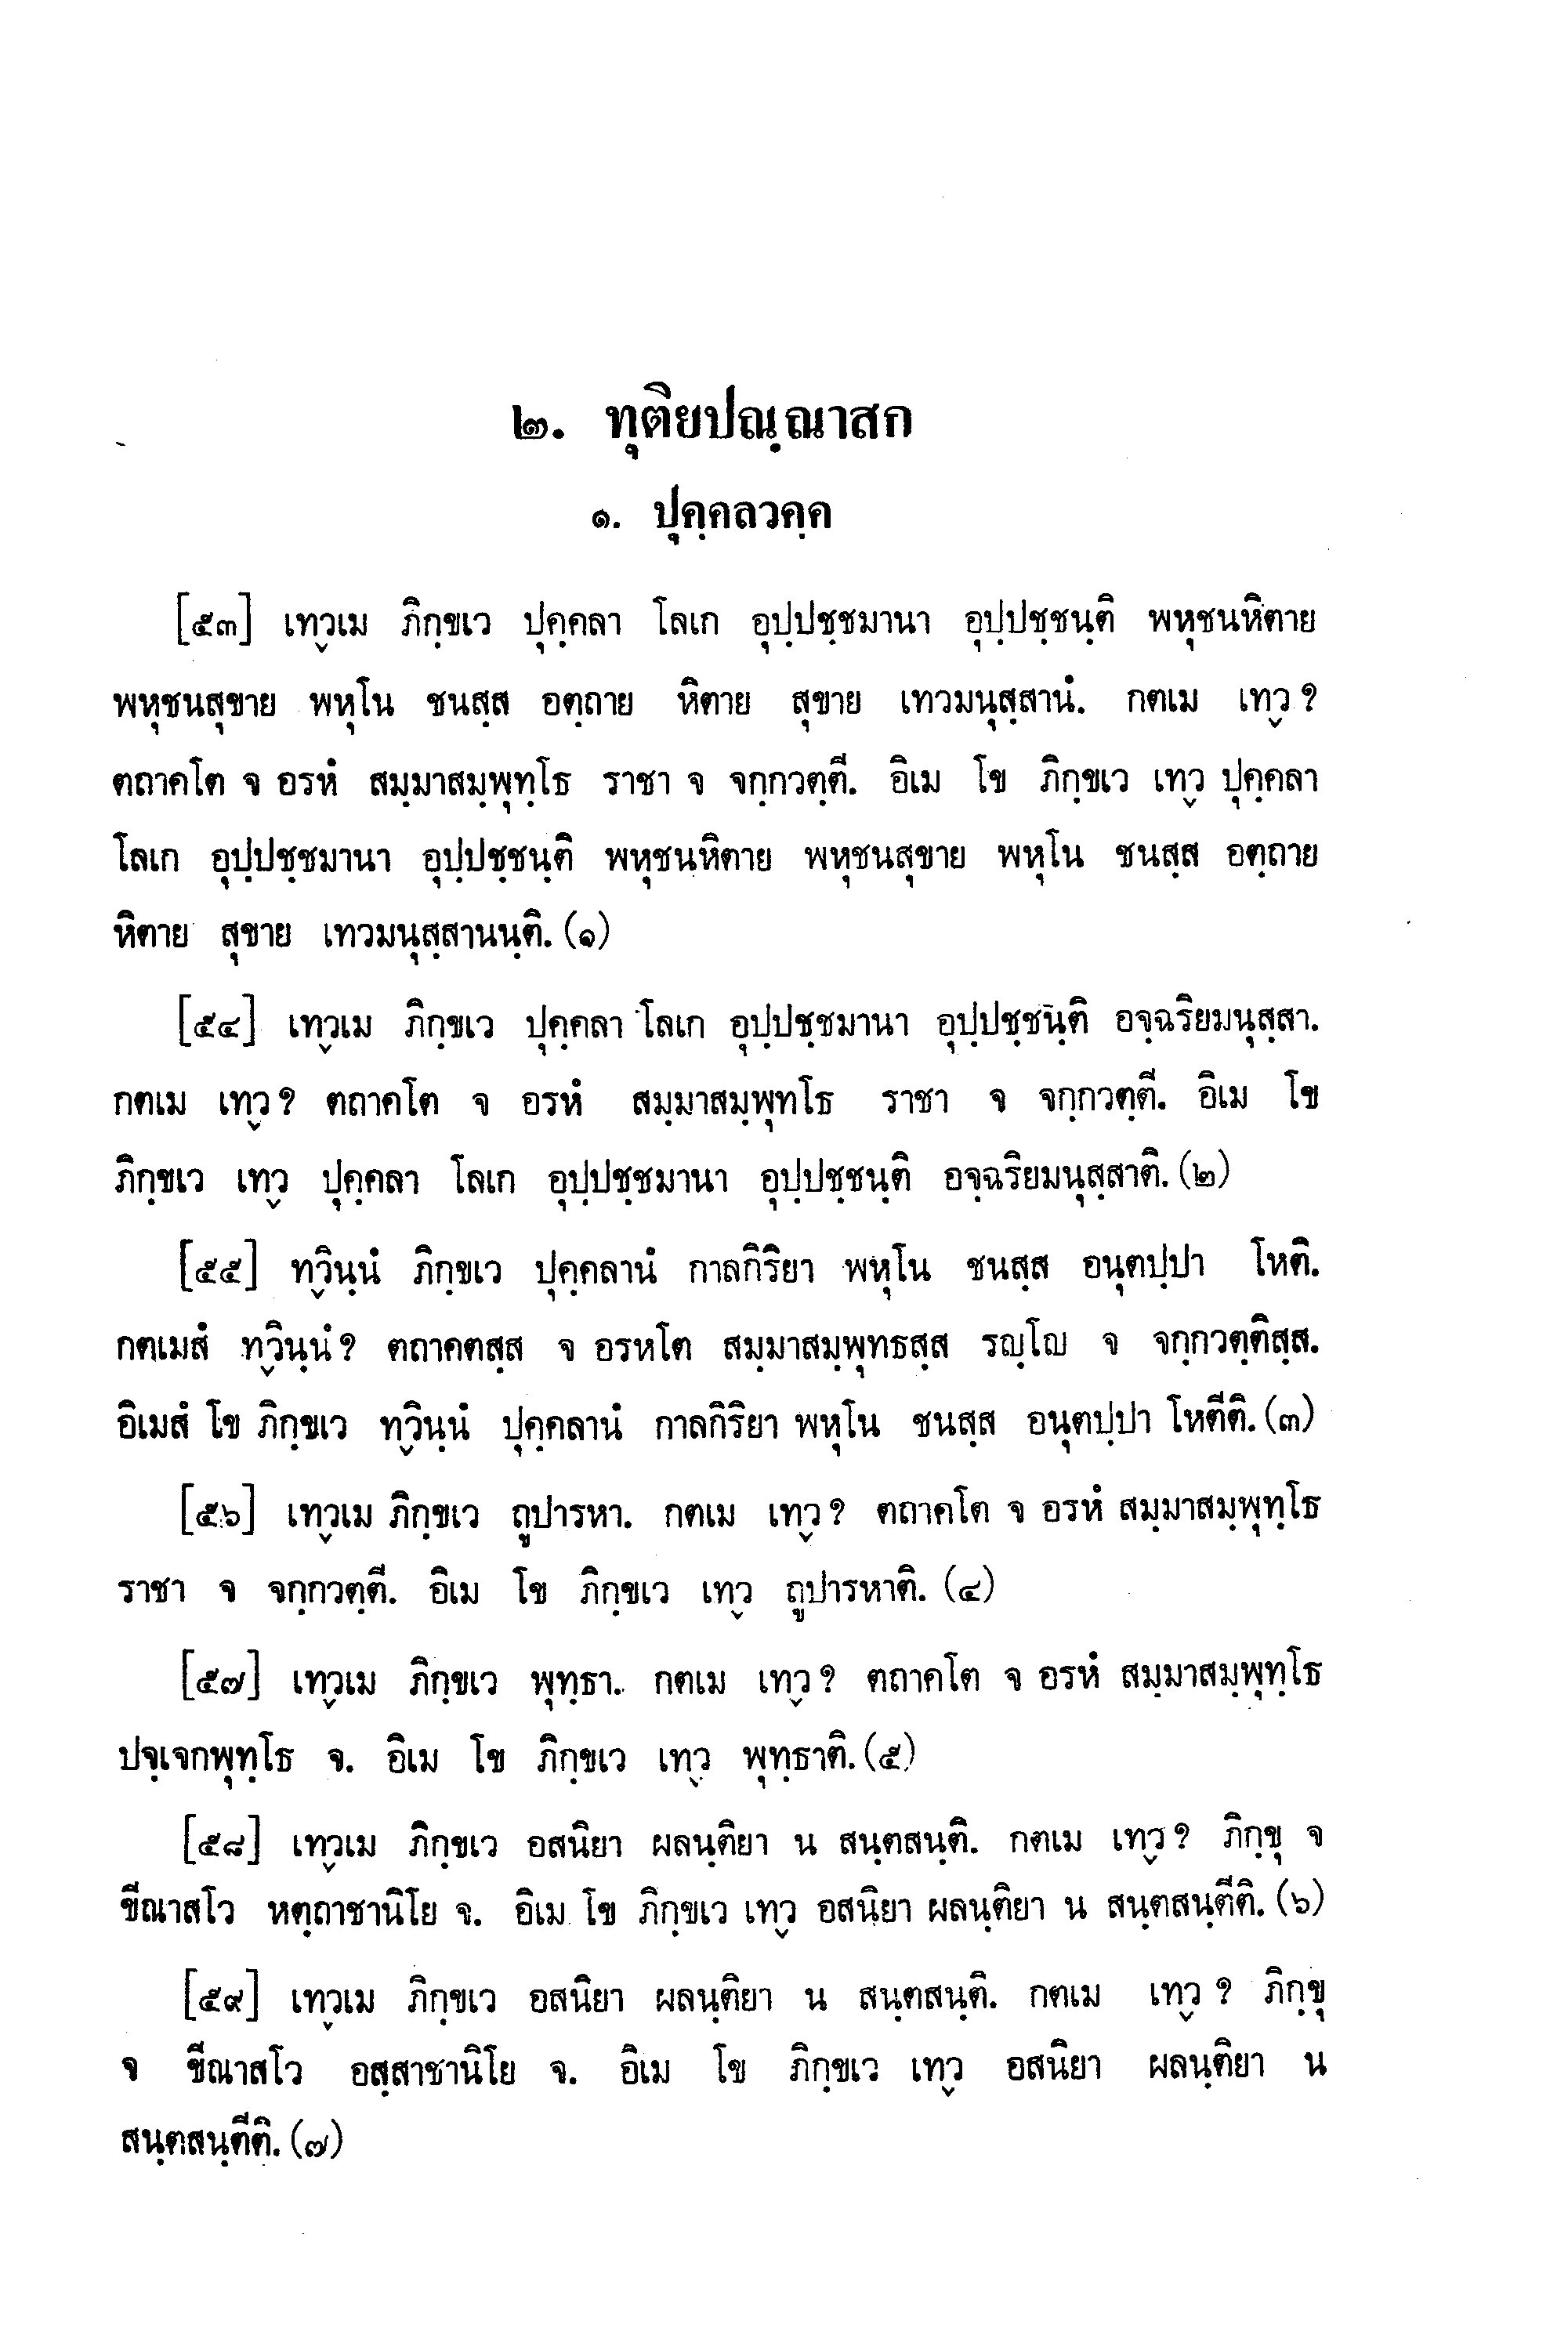 ๒. ทุติยปณฺณาสก
๑. ปุคฺคลวคฺค
[๕๓] เทฺวเม ภิกฺขเว ปุคฺคลา โลเก อุปฺปชฺชมานา อุปฺปชฺชนฺติ พหุชนหิตาย
พหุชนสุขาย พหุโน ชนสฺส อตฺถาย หิตาย สุขาย เทวมนุสฺสานํ. กตเม เทฺว ?
ตถาคโต จ อรหํ สมฺมาสมฺพุทฺโธ ราชา จ จกฺกวตฺตี. อิเม โข ภิกฺขเว เทฺว ปุคฺคลา
โลเก อุปฺปชฺชมานา อุปฺปชฺชนฺติ พหุชนหิตาย พหุชนสุขาย พหุโน ชนสฺส อตฺถาย
หิตาย สุขาย เทวมนุสฺสานนฺติ. (๑)
[๕๔] เทฺวเม ภิกฺขเว ปุคฺคลา โลเก อุปฺปชฺชมานา อุปฺปชฺชนฺติ อจฺฉริยมนุสฺสา.
กตเม เทฺว ? ตถาคโต จ อรหํ สมฺมาสมฺพุทโธ ราชา จ จกฺกวตฺตี. อิเม โข
ภิกฺขเว เทฺว ปุคฺคลา โลเก อุปฺปชฺชมานา อุปฺปชฺชนฺติ อจฺฉริยมนุสฺสาติ. (๒)
[๕๕] ทฺวินฺนํ ภิกฺขเว ปุคฺคลานํ กาลกิริยา พหุโน ชนสฺส อนุตปฺปา โหติ.
กตเมสํ ทฺวินฺนํ ? ตถาคตสฺส จ อรหโต สมฺมาสมฺพุทธสฺส รญฺโญ จ จกฺกวตฺติสฺส.
อิเมสํ โข ภิกฺขเว ทฺวินฺนํ ปุคฺคลานํ กาลกิริยา พหุโน ชนสฺส อนุตปฺปา โหตีติ. (๓)
[๕๖] เทฺวเม ภิกฺขเว ถูปารหา. กตเม เทฺว ? ตถาคโต จ อรหํ สมฺมาสมฺพุทฺโธ
ราชา จ จกฺกวตฺตี. อิเม โข ภิกฺขเว เทฺว ถูปารหาติ. (๔)
[๕๗] เทฺวเม ภิกฺขเว พุทฺธา. กตเม เทฺว ? ตถาคโต จ อรหํ สมฺมาสมฺพุทฺโธ
ปจฺเจกพุทฺโธ จ. อิเม โข ภิกฺขเว เทฺว พุทฺธาติ. (๕)
[๕๘] เทฺวเม ภิกฺขเว อสนิยา ผลนฺติยา น สนฺตสนฺติ. กตเม เทฺว ? ภิกฺขุ จ
ขีณาสโว หตฺถาชานิโย จ. อิเม โข ภิกฺขเว เทฺว อสนิยา ผลนฺติยา น สนฺตสนฺตีติ. (๖)
[๕๙] เทฺวเม ภิกฺขเว อสนิยา ผลนฺติยา น สนฺตสนฺติ. กตเม เทฺว ? ภิกฺขุ
จ ขีณาสโว อสฺสาชานิโย จ. อิเม โข ภิกฺขเว เทฺว อสนิยา ผลนฺติยา น
สนฺตสนฺตีติ. (๗)